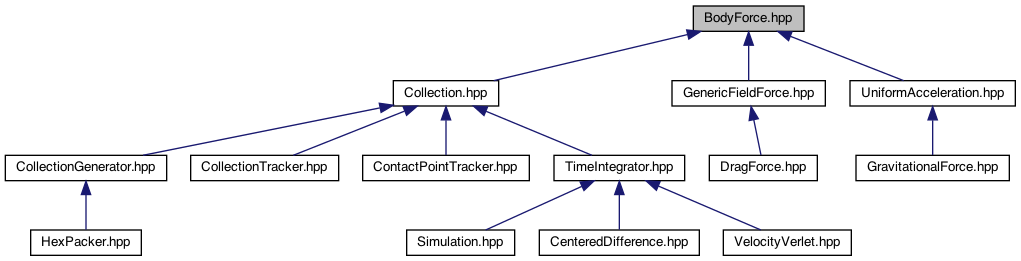 BodyForce.hpp
Collection.hpp
GenericFieldForce.hpp
UniformAcceleration.hpp
CollectionGenerator.hpp
CollectionTracker.hpp
ContactPointTracker.hpp
TimeIntegrator.hpp
DragForce.hpp
GravitationalForce.hpp
HexPacker.hpp
Simulation.hpp
CenteredDifference.hpp
VelocityVerlet.hpp